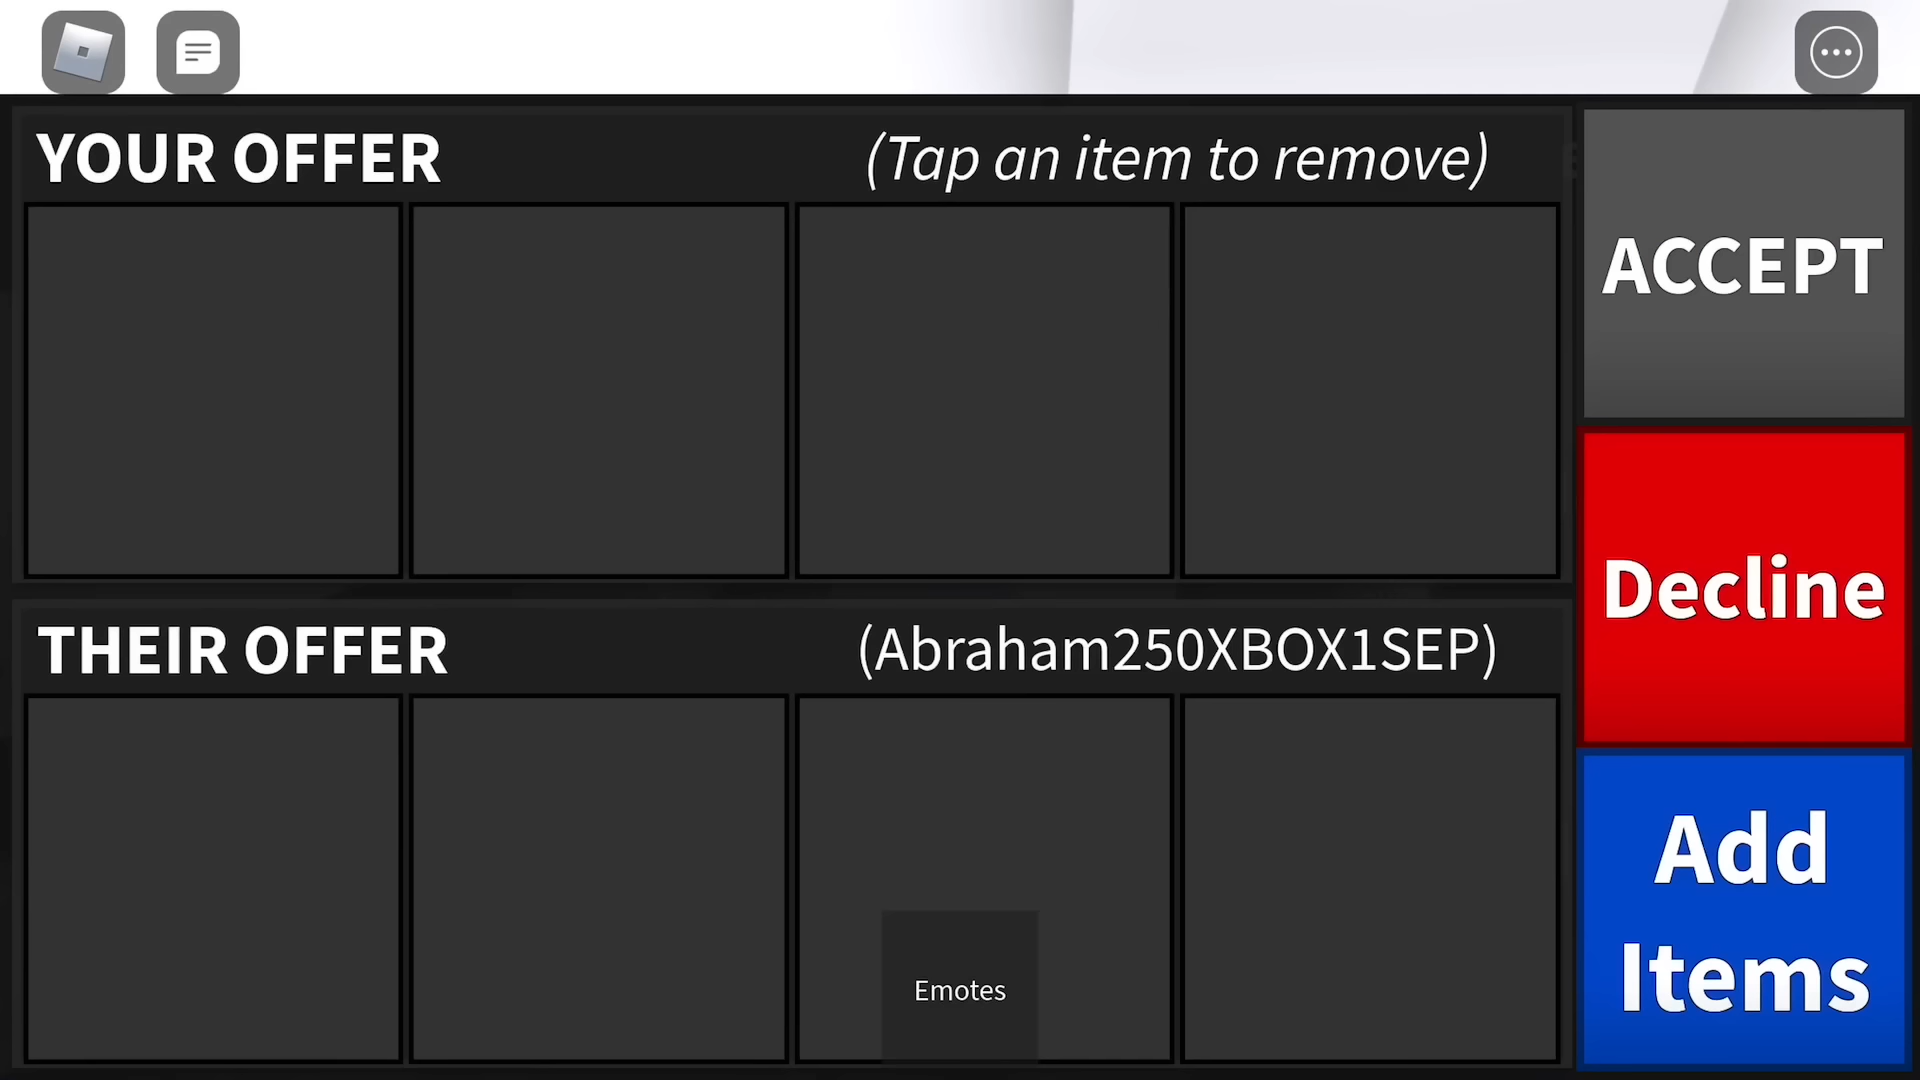 YOUR OFFER (Tap an item to remove)
ACCEPT
Decline
THEIR OFFER (Abraham250XBOX1SEP)
Add
Items
Emotes